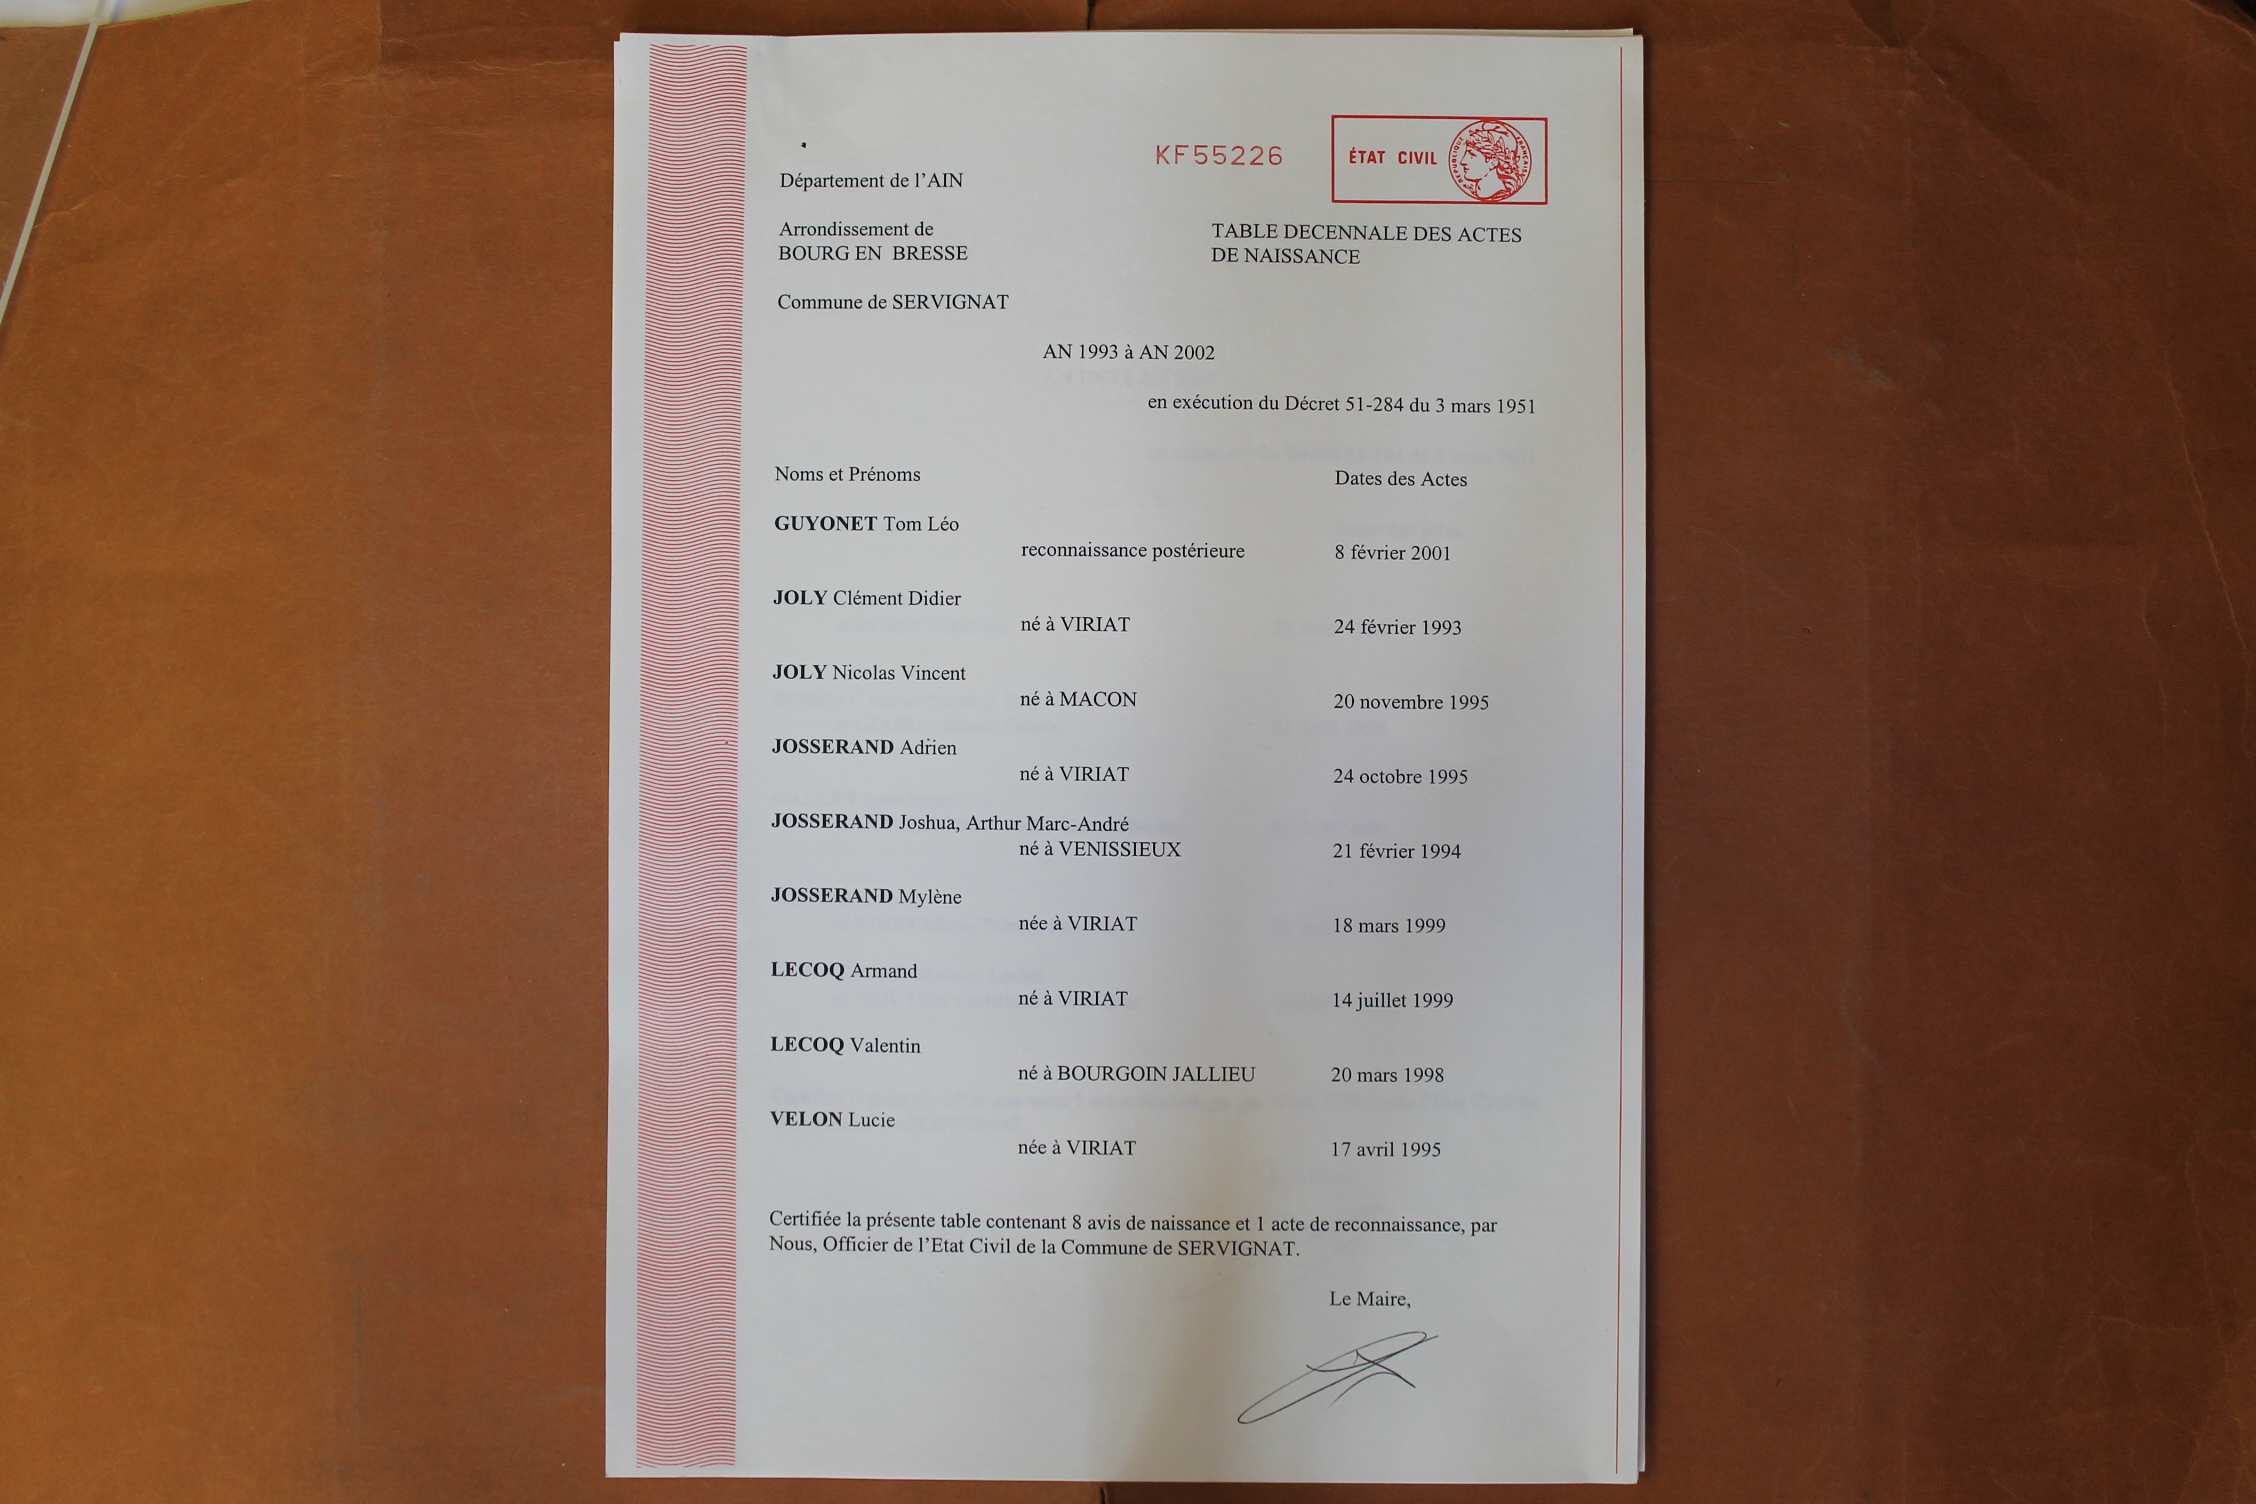 KF55226
ÉTAT CIVIL
RÉPUBLIQUE FRANÇAISE
Département de l'AIN
Arrondissement de
BOURG EN BRESSE
TABLE DECENNALE DES ACTES
DE NAISSANCE
Commune de SERVIGNAT
AN 1993 à AN 2002
en exécution du Décret 51-284 du 3 mars 1951
Noms et Prénoms Dates des Actes
GUYONET Tom Léo
reconnaissance postérieure 8 février 2001
JOLY Clément Didier
né à VIRIAT 24 février 1993
JOLY Nicolas Vincent
né à MACON 20 novembre 1995
JOSSERAND Adrien
né à VIRIAT 24 octobre 1995
JOSSERAND Joshua, Arthur Marc-André
né à VENISSIEUX 21 février 1994
JOSSERAND Mylène
née à VIRIAT 18 mars 1999
LECOQ Armand
né à VIRIAT 14 juillet 1999
LECOQ Valentin
né à BOURGOIN JALLIEU 20 mars 1998
VELON Lucie
née à VIRIAT 17 avril 1995
Certifiée la présente table contenant 8 avis de naissance et 1 acte de reconnaissance, par
Nous, Officier de l'Etat Civil de la Commune de SERVIGNAT.
Le Maire,